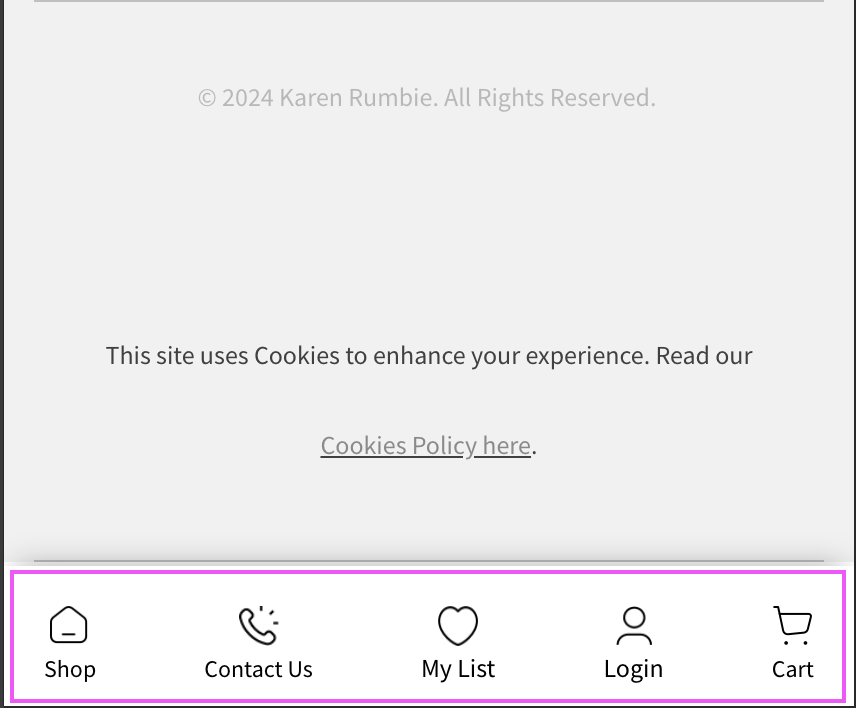 © 2024 Karen Rumbie. All Rights Reserved.
This site uses Cookies to enhance your experience. Read our
Cookies Policy here.
Shop
Contact Us
My List
Login
Cart